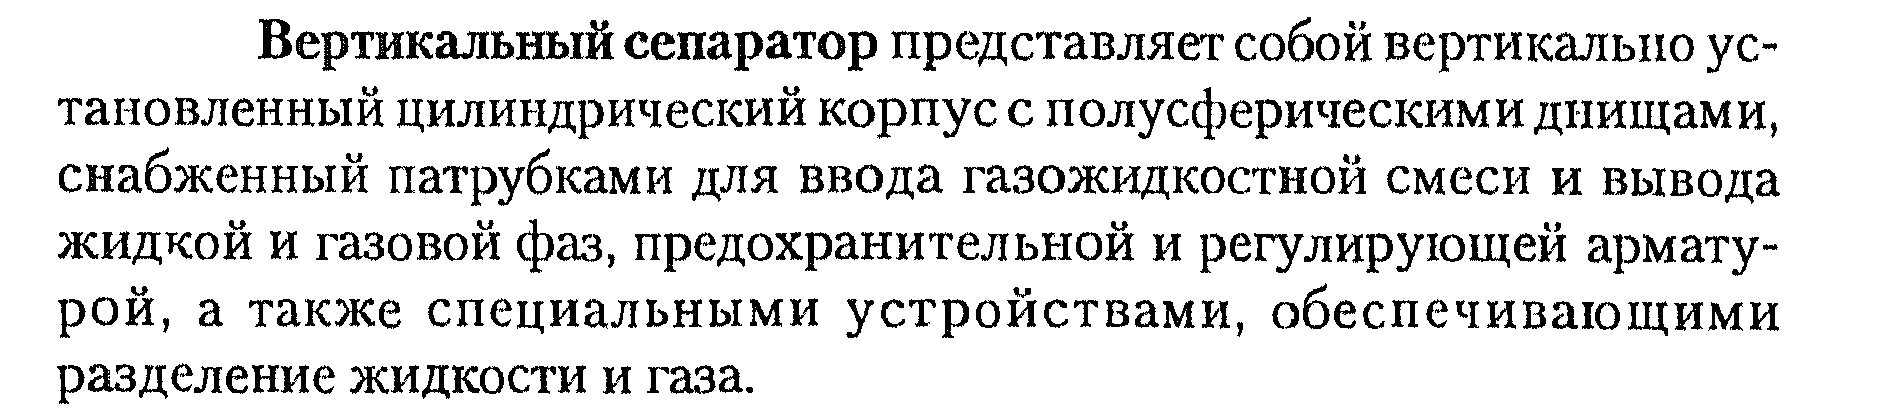 Вертикальный сепаратор представляет собой вертикально ус-
тановленный цилиндрический корпус с полусферическими днищами,
снабженный патрубками для ввода газожидкостной смеси и вывода
жидкой и газовой фаз, предохранительной и регулирующей армату-
рой, а также специальными устройствами, обеспечивающими
разделение жидкости и газа.